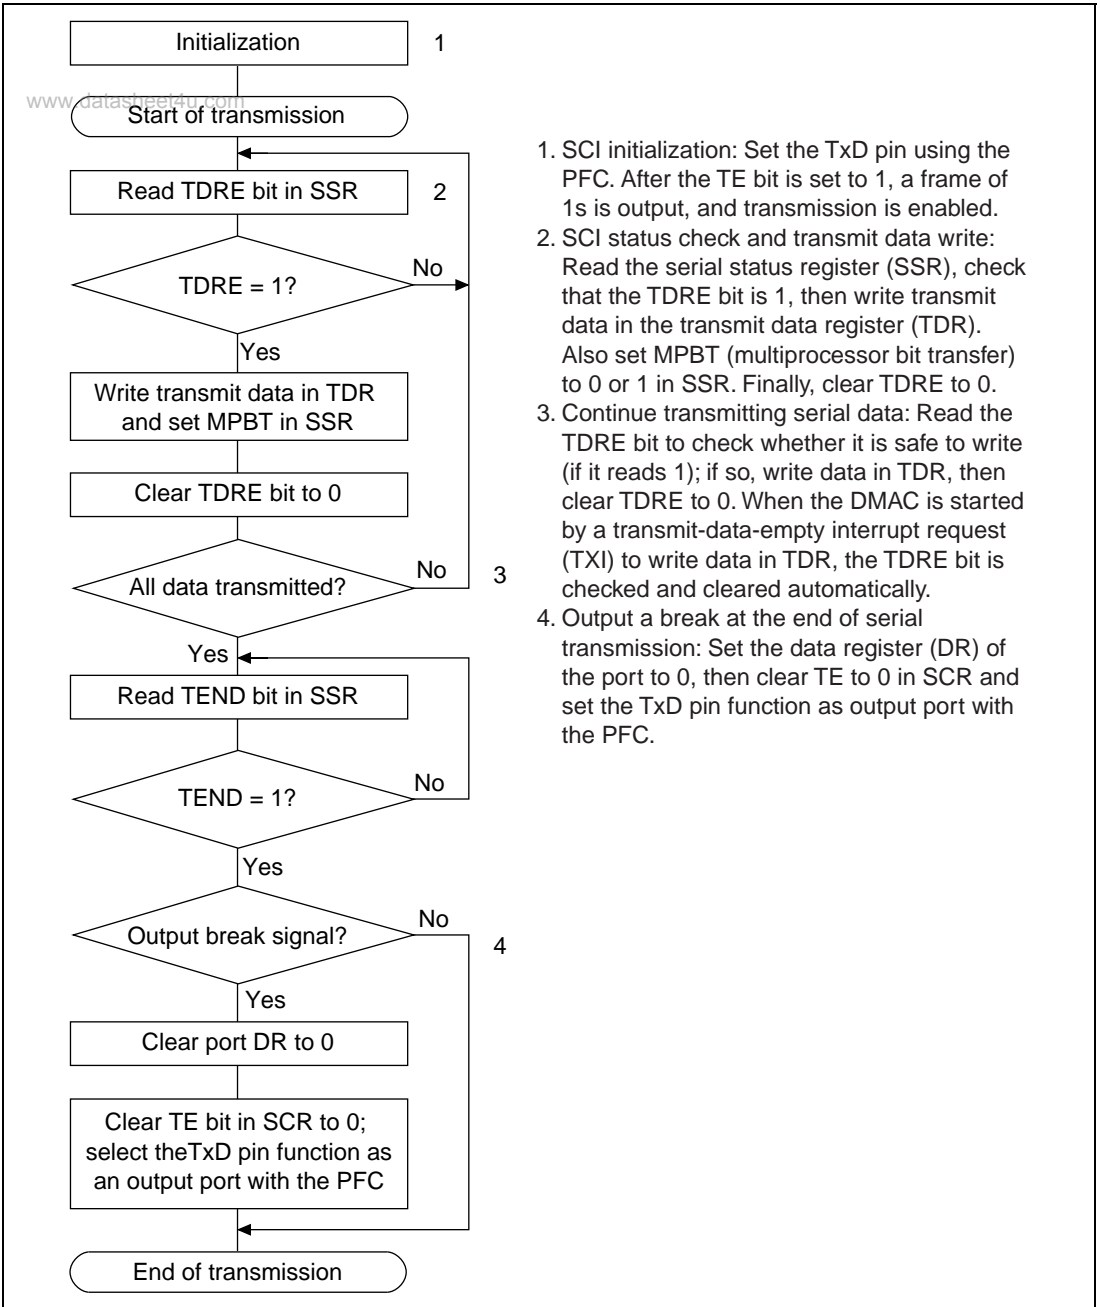 Initialization 1
www.datasheet4u.com
Start of transmission
Read TDRE bit in SSR 2
TDRE = 1?
No
Yes
Write transmit data in TDR
and set MPBT in SSR
Clear TDRE bit to 0
All data transmitted?
No
3
Yes
Read TEND bit in SSR
TEND = 1?
No
Yes
Output break signal?
No
4
Yes
Clear port DR to 0
Clear TE bit in SCR to 0;
select theTxD pin function as
an output port with the PFC
End of transmission
1. SCI initialization: Set the TxD pin using the
PFC. After the TE bit is set to 1, a frame of
1s is output, and transmission is enabled.
2. SCI status check and transmit data write:
Read the serial status register (SSR), check
that the TDRE bit is 1, then write transmit
data in the transmit data register (TDR).
Also set MPBT (multiprocessor bit transfer)
to 0 or 1 in SSR. Finally, clear TDRE to 0.
3. Continue transmitting serial data: Read the
TDRE bit to check whether it is safe to write
(if it reads 1); if so, write data in TDR, then
clear TDRE to 0. When the DMAC is started
by a transmit-data-empty interrupt request
(TXI) to write data in TDR, the TDRE bit is
checked and cleared automatically.
4. Output a break at the end of serial
transmission: Set the data register (DR) of
the port to 0, then clear TE to 0 in SCR and
set the TxD pin function as output port with
the PFC.